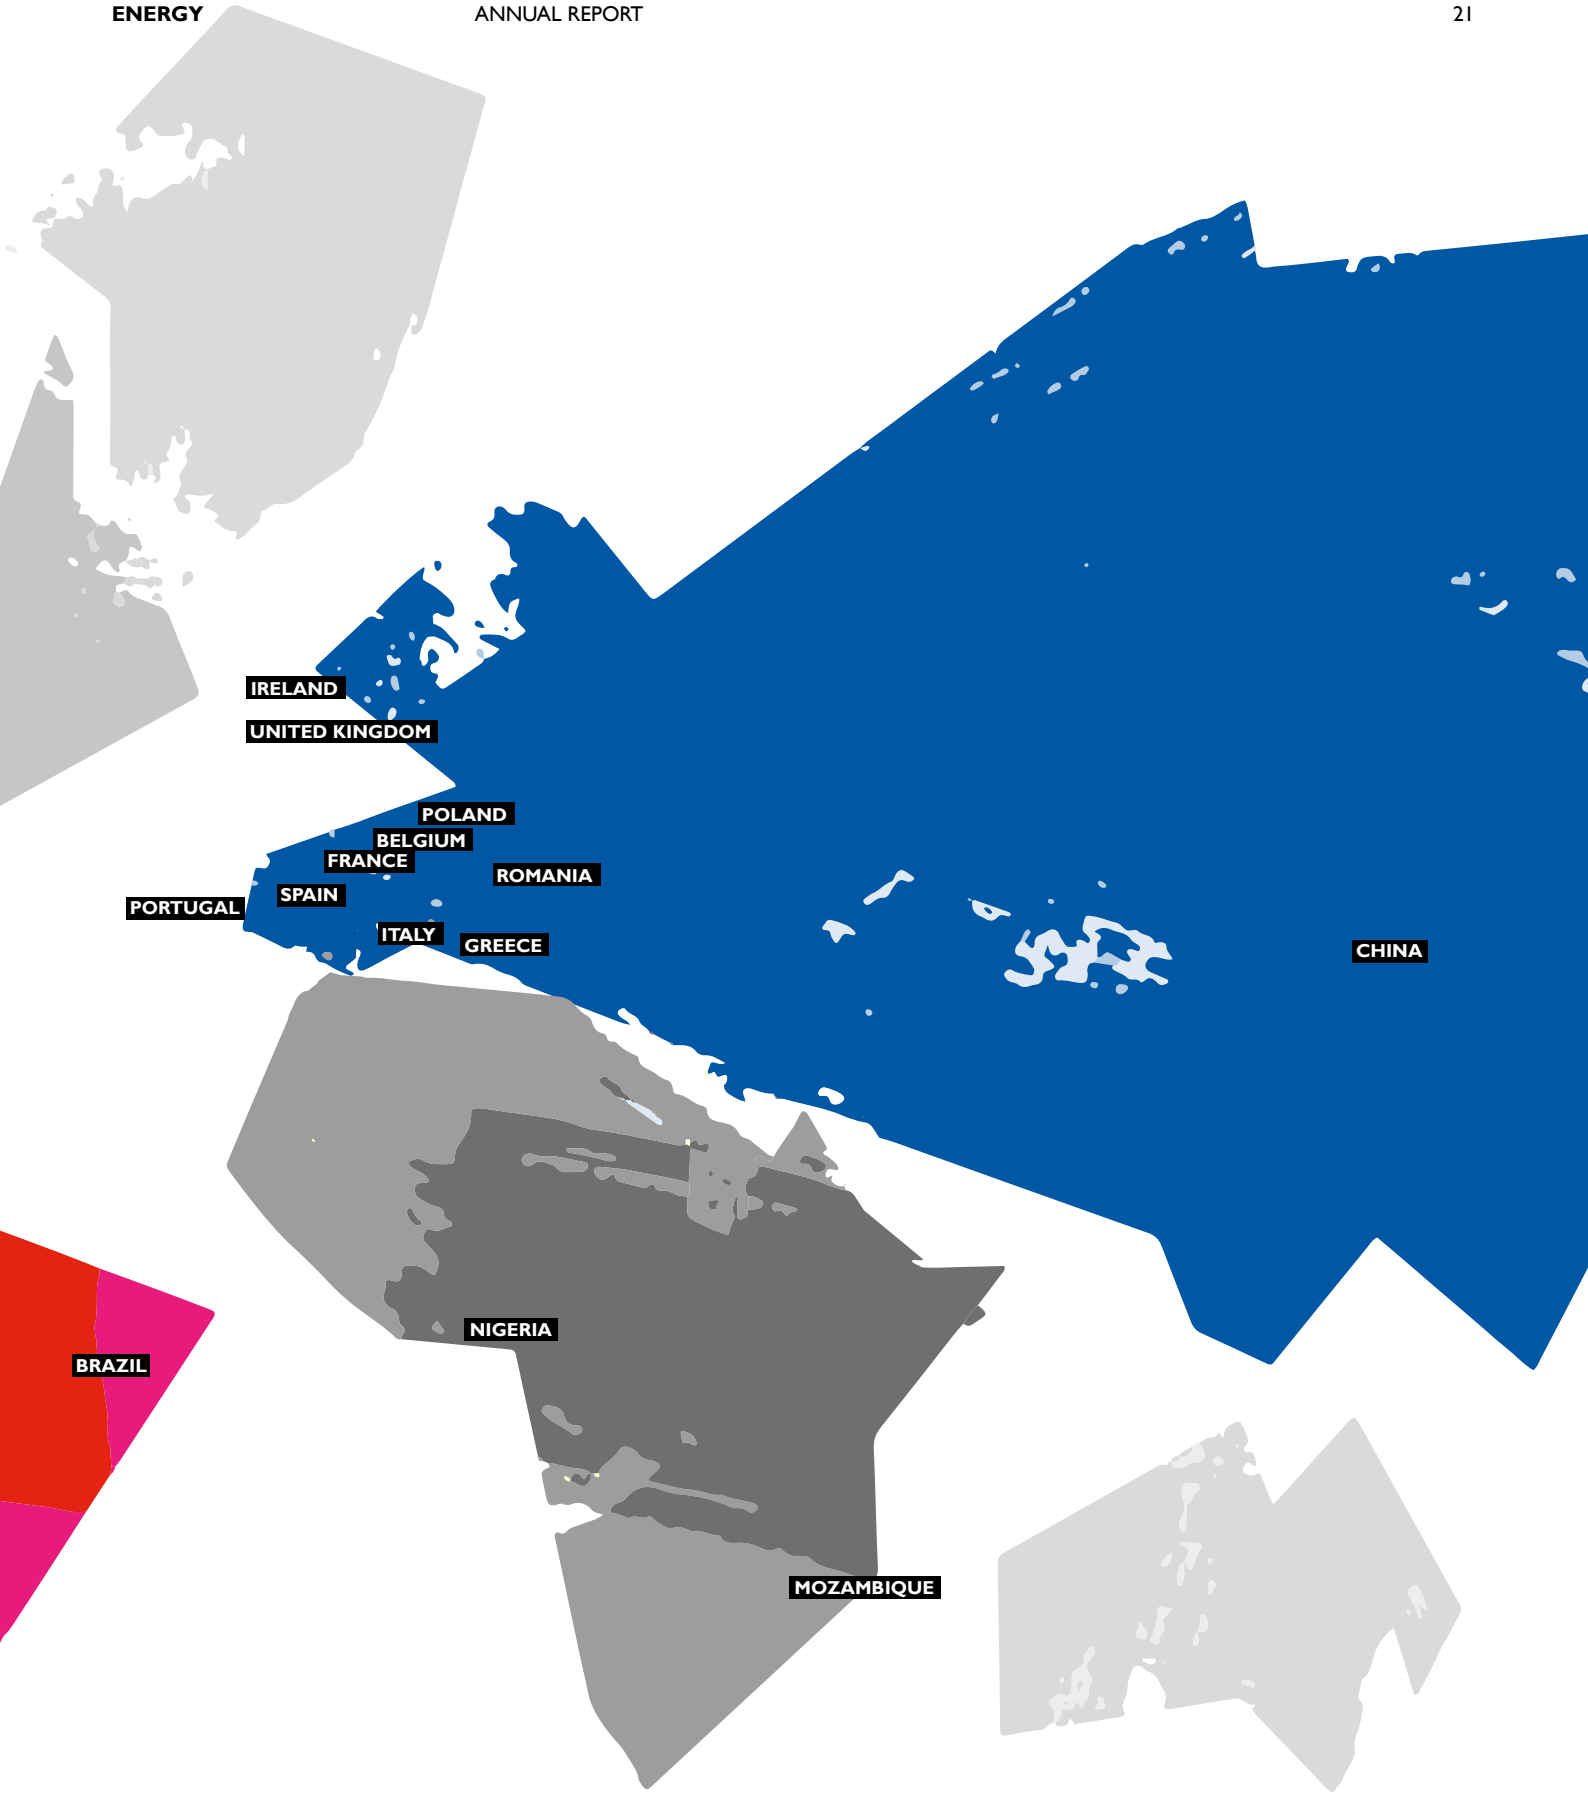 ENERGY ANNUAL REPORT 21
IRELAND
UNITED KINGDOM
POLAND
BELGIUM
FRANCE
ROMANIA
SPAIN
PORTUGAL
ITALY
GREECE
CHINA
NIGERIA
BRAZIL
MOZAMBIQUE